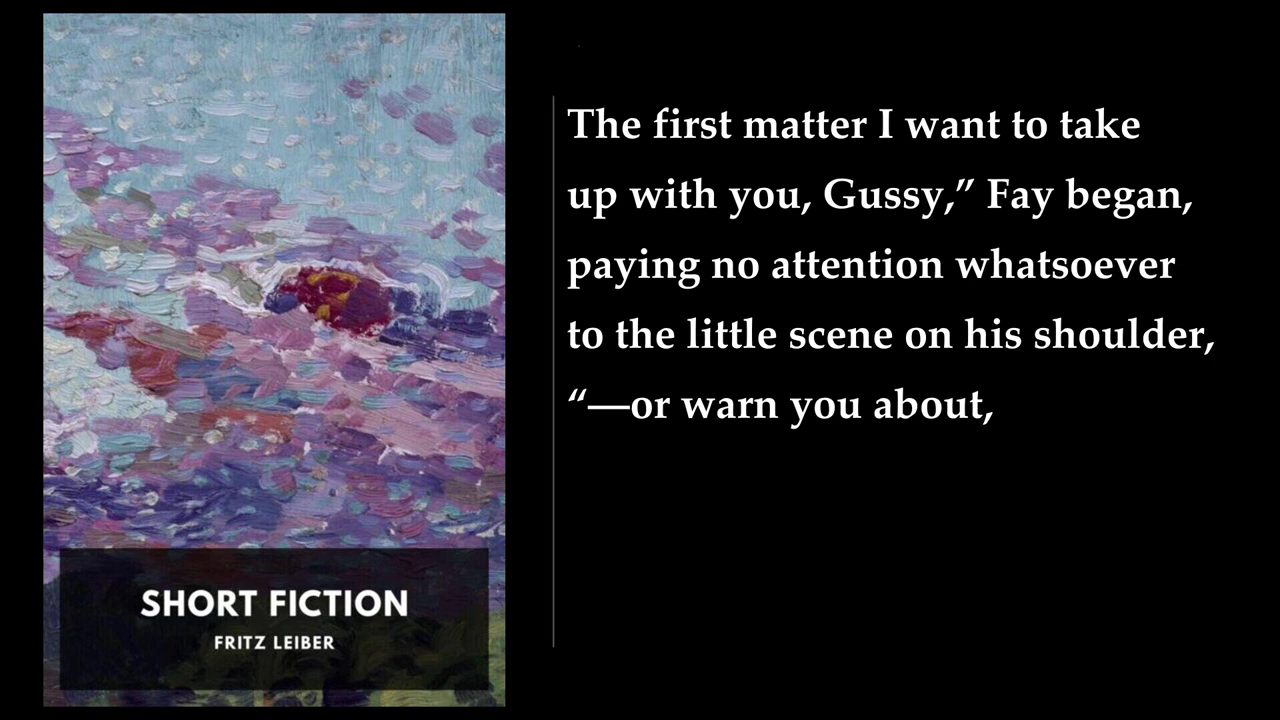 The first matter I want to take
up with you, Gussy,” Fay began,
paying no attention whatsoever
to the little scene on his shoulder,
“—or warn you about,
SHORT FICTION
FRITZ LEIBER